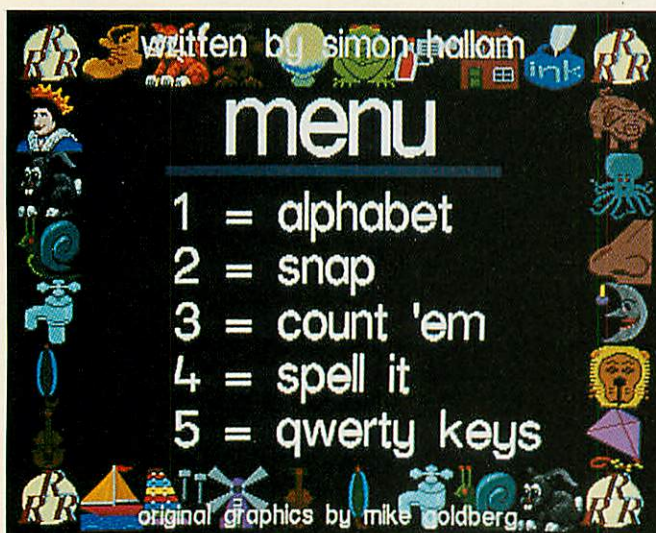 R R R
R R R
written by simon hallam
ink
menu
1 = alphabet
2 = snap
3 = count 'em
4 = spell it
5 = qwerty keys
R R R
R R R
original graphics by mike goldberg